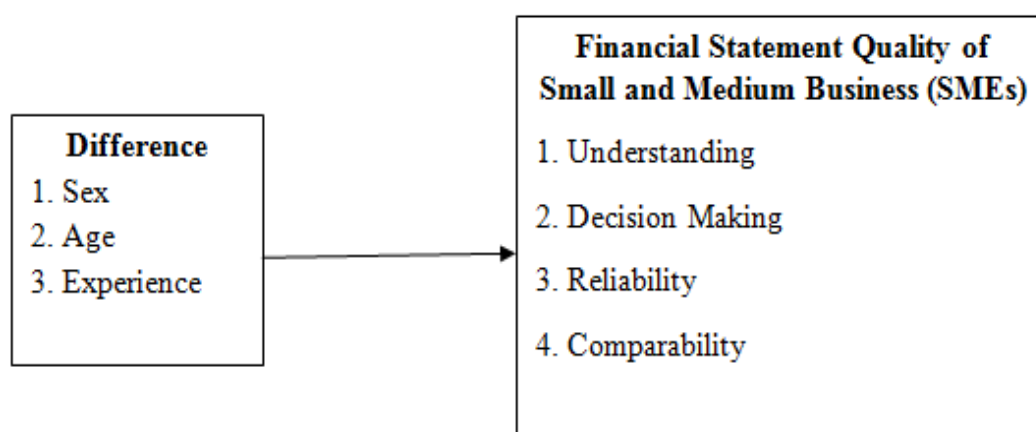 Difference
1. Sex
2. Age
3. Experience
Financial Statement Quality of
Small and Medium Business (SMEs)
1. Understanding
2. Decision Making
3. Reliability
4. Comparability